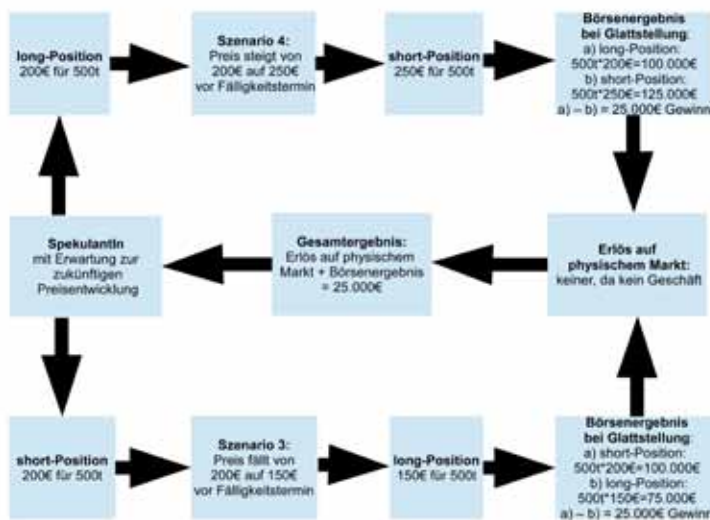 long-Position
200€ für 500t
Szenario 4:
Preis steigt von
200€ auf 250€
vor Fälligkeitstermin
short-Position
250€ für 500t
Börsenergebnis
bei Glattstellung:
a) long-Position:
500t*200€=100.000€
b) short-Position:
500t*250€=125.000€
a) – b) = 25.000€ Gewinn
SpekulantIn
mit Erwartung zur
zukünftigen
Preisentwicklung
Gesamtergebnis:
Erlös auf physischem
Markt + Börsenergebnis
= 25.000€
Erlös auf
physischem Markt:
keiner, da kein Geschäft
short-Position
200€ für 500t
Szenario 3:
Preis fällt von
200€ auf 150€
vor Fälligkeitstermin
long-Position
150€ für 500t
Börsenergebnis
bei Glattstellung:
a) short-Position:
500t*200€=100.000€
b) long-Position:
500t*150€=75.000€
a) – b) = 25.000€ Gewinn